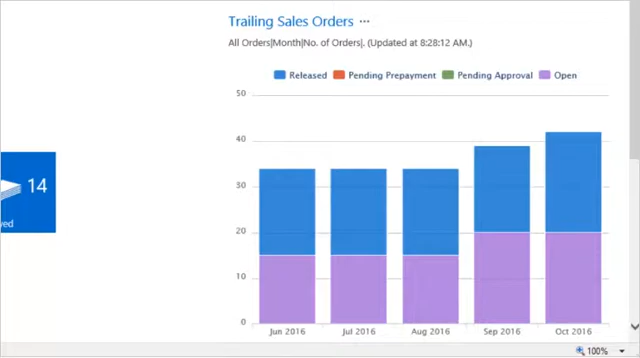 Trailing Sales Orders ...
All Orders|Month|No. of Orders|. (Updated at 8:28:12 AM.)
Released Pending Prepayment Pending Approval Open
50
40
30
20
10
0
Jun 2016 Jul 2016 Aug 2016 Sep 2016 Oct 2016
14
100%